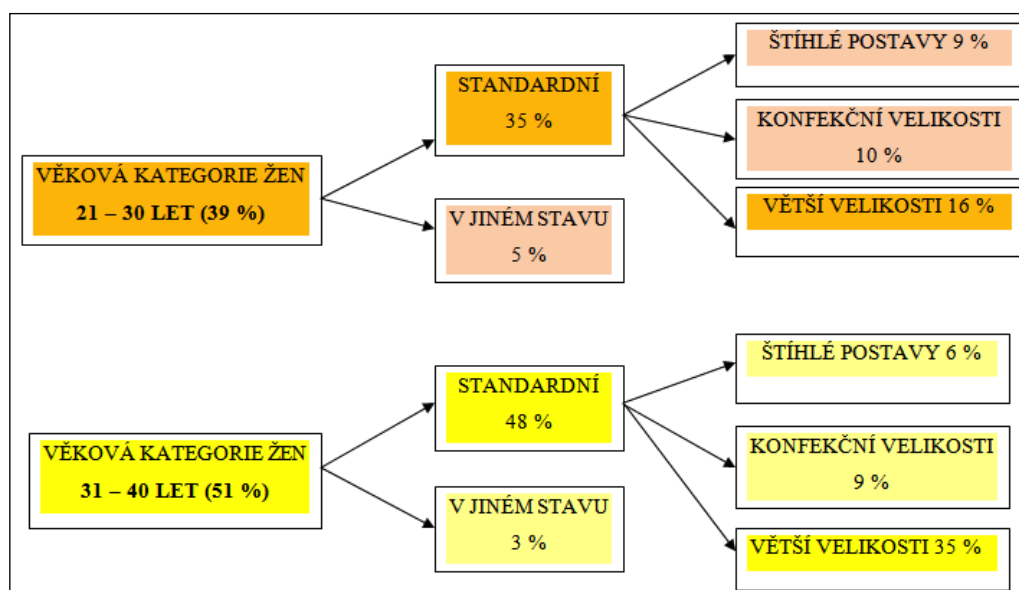 VĚKOVÁ KATEGORIE ŽEN
21 – 30 LET (39 %)
STANDARDNÍ
35 %
V JINÉM STAVU
5 %
ŠTÍHLÉ POSTAVY 9 %
KONFEKČNÍ VELIKOSTI
10 %
VĚTŠÍ VELIKOSTI 16 %
VĚKOVÁ KATEGORIE ŽEN
31 – 40 LET (51 %)
STANDARDNÍ
48 %
V JINÉM STAVU
3 %
ŠTÍHLÉ POSTAVY 6 %
KONFEKČNÍ VELIKOSTI
9 %
VĚTŠÍ VELIKOSTI 35 %